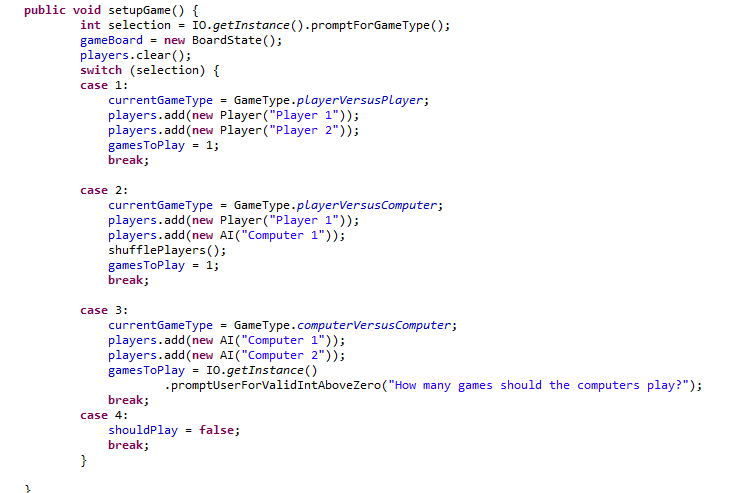 public void setupGame() {
int selection = IO.getInstance().promptForGameType();
gameBoard = new BoardState();
players.clear();
switch (selection) {
case 1:
currentGameType = GameType.playerVersusPlayer;
players.add(new Player("Player 1"));
players.add(new Player("Player 2"));
gamesToPlay = 1;
break;
case 2:
currentGameType = GameType.playerVersusComputer;
players.add(new Player("Player 1"));
players.add(new AI("Computer 1"));
shufflePlayers();
gamesToPlay = 1;
break;
case 3:
currentGameType = GameType.computerVersusComputer;
players.add(new AI("Computer 1"));
players.add(new AI("Computer 2"));
gamesToPlay = IO.getInstance()
.promptUserForValidIntAboveZero("How many games should the computers play?");
break;
case 4:
shouldPlay = false;
break;
}
}